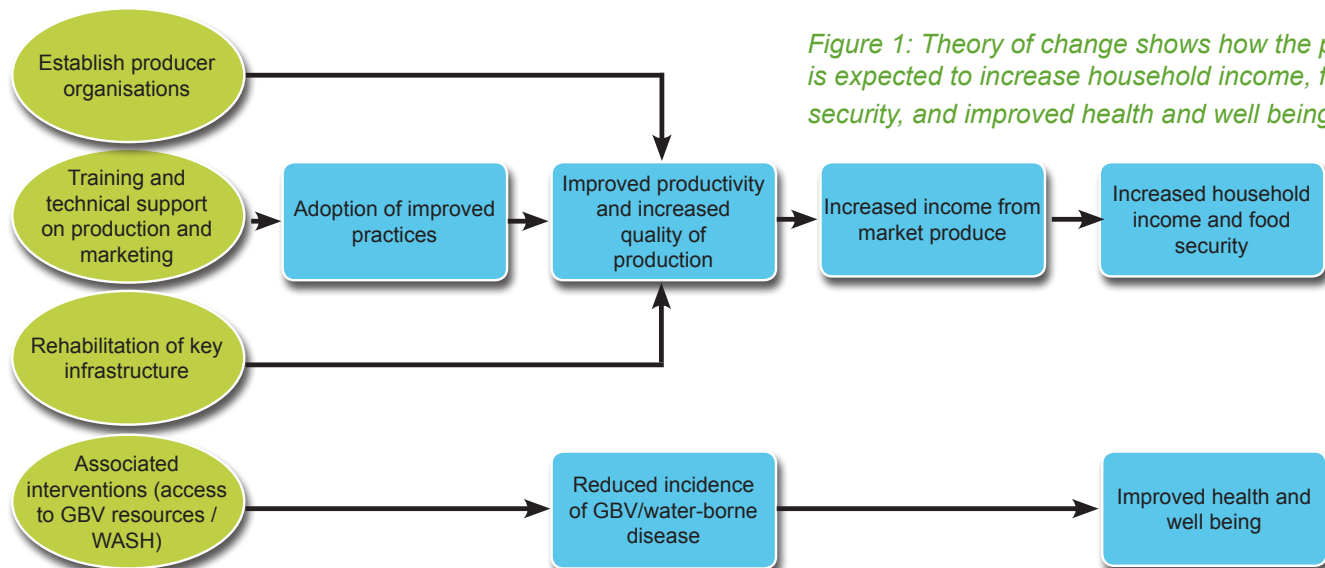 Establish producer
organisations
Figure 1: Theory of change shows how the
is expected to increase household income,
security, and improved health and well being
Training and
technical support
on production and
marketing
Adoption of improved
practices
Improved productivity
and increased
quality of
production
Increased income from
market produce
Increased household
income and food
security
Rehabilitation of key
infrastructure
Associated
interventions (access
to GBV resources /
WASH)
Reduced incidence
of GBV/water-borne
disease
Improved health and
well being